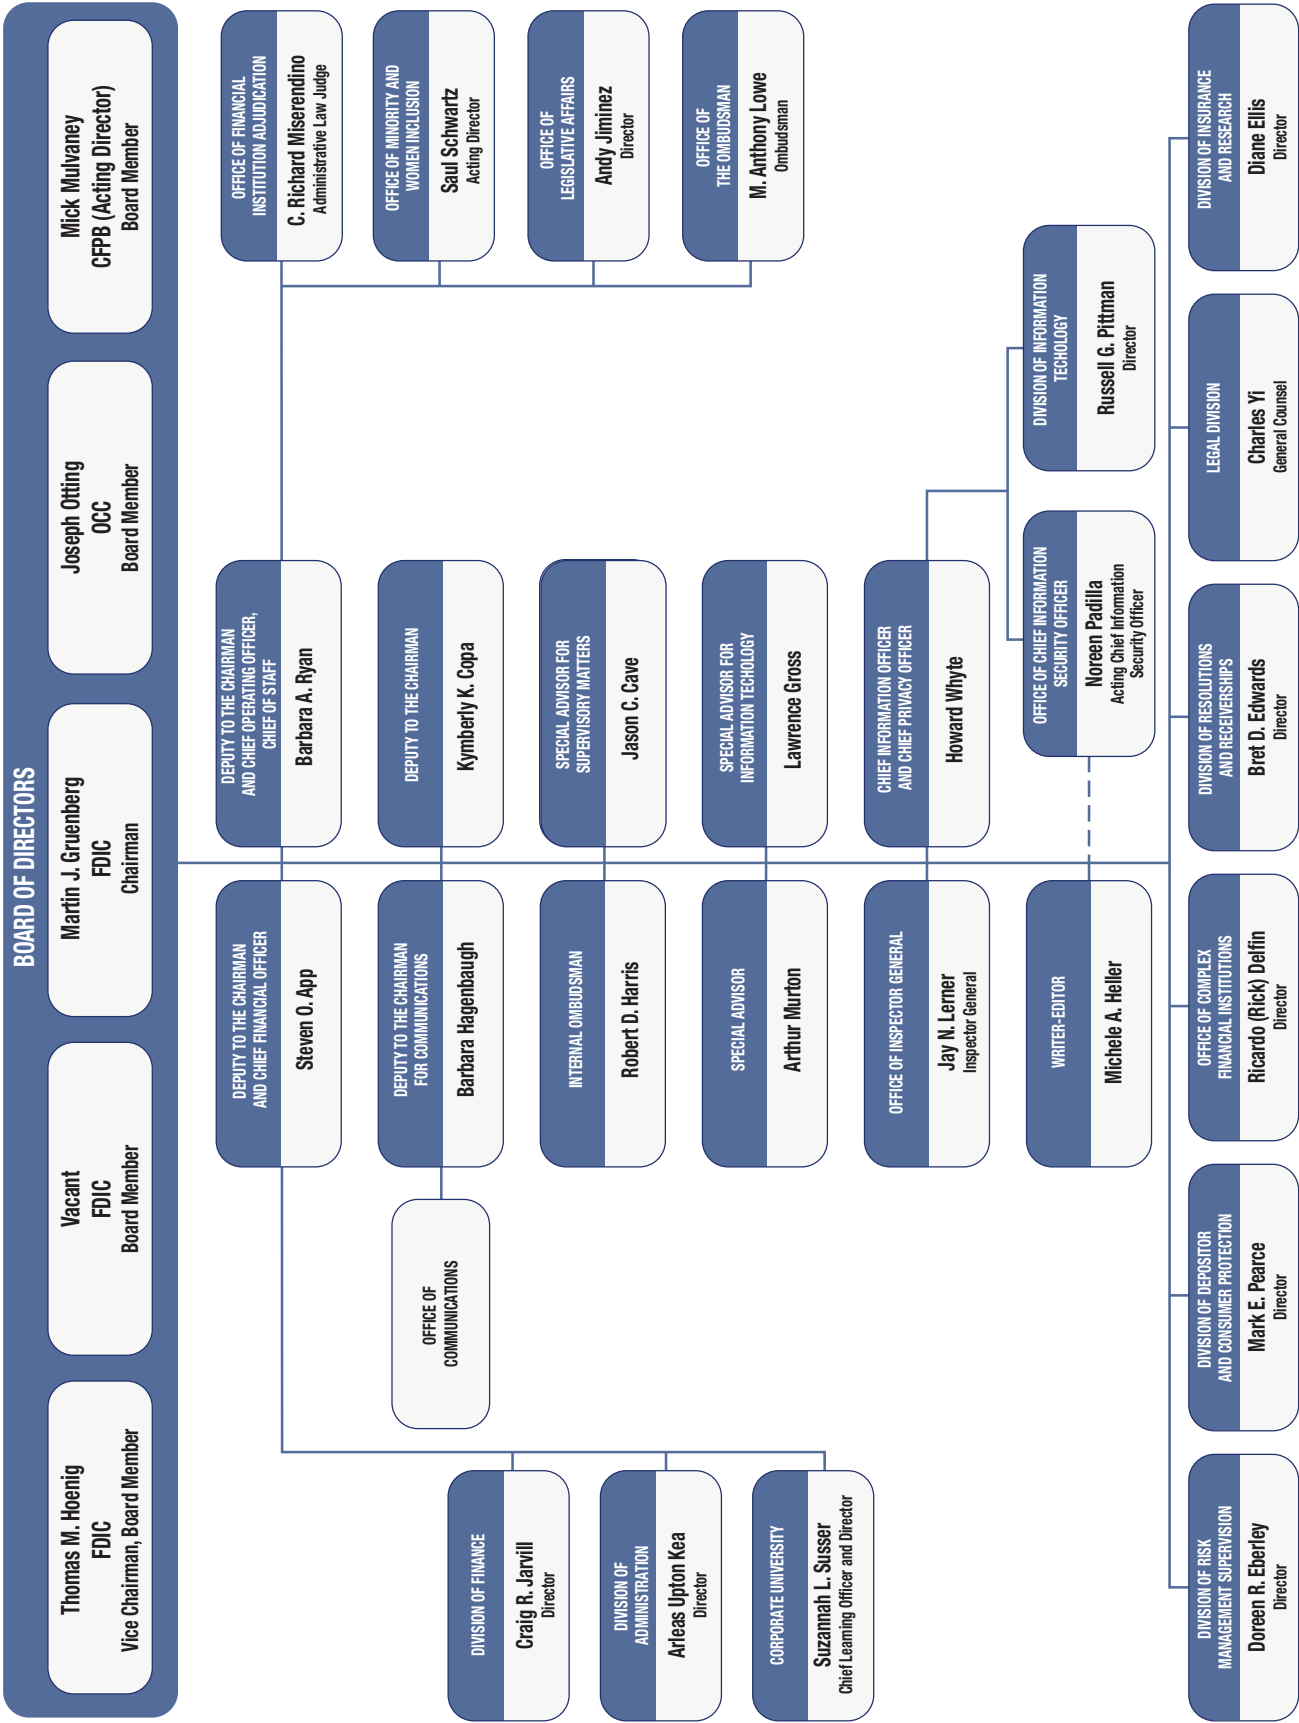 BOARD OF DIRECTORS
Thomas M. Hoenig
FDIC
Vice Chairman, Board Member
Vacant
FDIC
Board Member
Martin J. Gruenberg
FDIC
Chairman
Joseph Otting
OCC
Board Member
Mick Mulvaney
CFPB (Acting Director)
Board Member
DEPUTY TO THE CHAIRMAN
AND CHIEF FINANCIAL OFFICER
Steven O. App
DEPUTY TO THE CHAIRMAN
AND CHIEF OPERATING OFFICER,
CHIEF OF STAFF
Barbara A. Ryan
OFFICE OF FINANCIAL
INSTITUTION ADJUDICATION
C. Richard Miserendino
Administrative Law Judge
OFFICE OF MINORITY AND
WOMEN INCLUSION
Saul Schwartz
Acting Director
OFFICE OF
LEGISLATIVE AFFAIRS
Andy Jiminez
Director
OFFICE OF
THE OMBUDSMAN
M. Anthony Lowe
Ombudsman
OFFICE OF
COMMUNICATIONS
DEPUTY TO THE CHAIRMAN
FOR COMMUNICATIONS
Barbara Hagenbaugh
DEPUTY TO THE CHAIRMAN
Kymberly K. Copa
DIVISION OF FINANCE
Craig R. Jarvill
Director
DIVISION OF
ADMINISTRATION
Arleas Upton Kea
Director
CORPORATE UNIVERSITY
Suzannah L. Susser
Chief Learning Officer and Director
INTERNAL OMBUDSMAN
Robert D. Harris
SPECIAL ADVISOR FOR
SUPERVISORY MATTERS
Jason C. Cave
SPECIAL ADVISOR
Arthur Murton
SPECIAL ADVISOR FOR
INFORMATION TECHOLOGY
Lawrence Gross
OFFICE OF INSPECTOR GENERAL
Jay N. Lerner
Inspector General
CHIEF INFORMATION OFFICER
AND CHIEF PRIVACY OFFICER
Howard Whyte
WRITER-EDITOR
Michele A. Heller
OFFICE OF CHIEF INFORMATION
SECURITY OFFICER
Noreen Padilla
Acting Chief Information
Security Officer
DIVISION OF INFORMATION
TECHOLOGY
Russell G. Pittman
Director
DIVISION OF RISK
MANAGEMENT SUPERVISION
Doreen R. Eberley
Director
DIVISION OF DEPOSITOR
AND CONSUMER PROTECTION
Mark E. Pearce
Director
OFFICE OF COMPLEX
FINANCIAL INSTITUTIONS
Ricardo (Rick) Delfin
Director
DIVISION OF RESOLUTIONS
AND RECEIVERSHIPS
Bret D. Edwards
Director
LEGAL DIVISION
Charles Yi
General Counsel
DIVISION OF INSURANCE
AND RESEARCH
Diane Ellis
Director